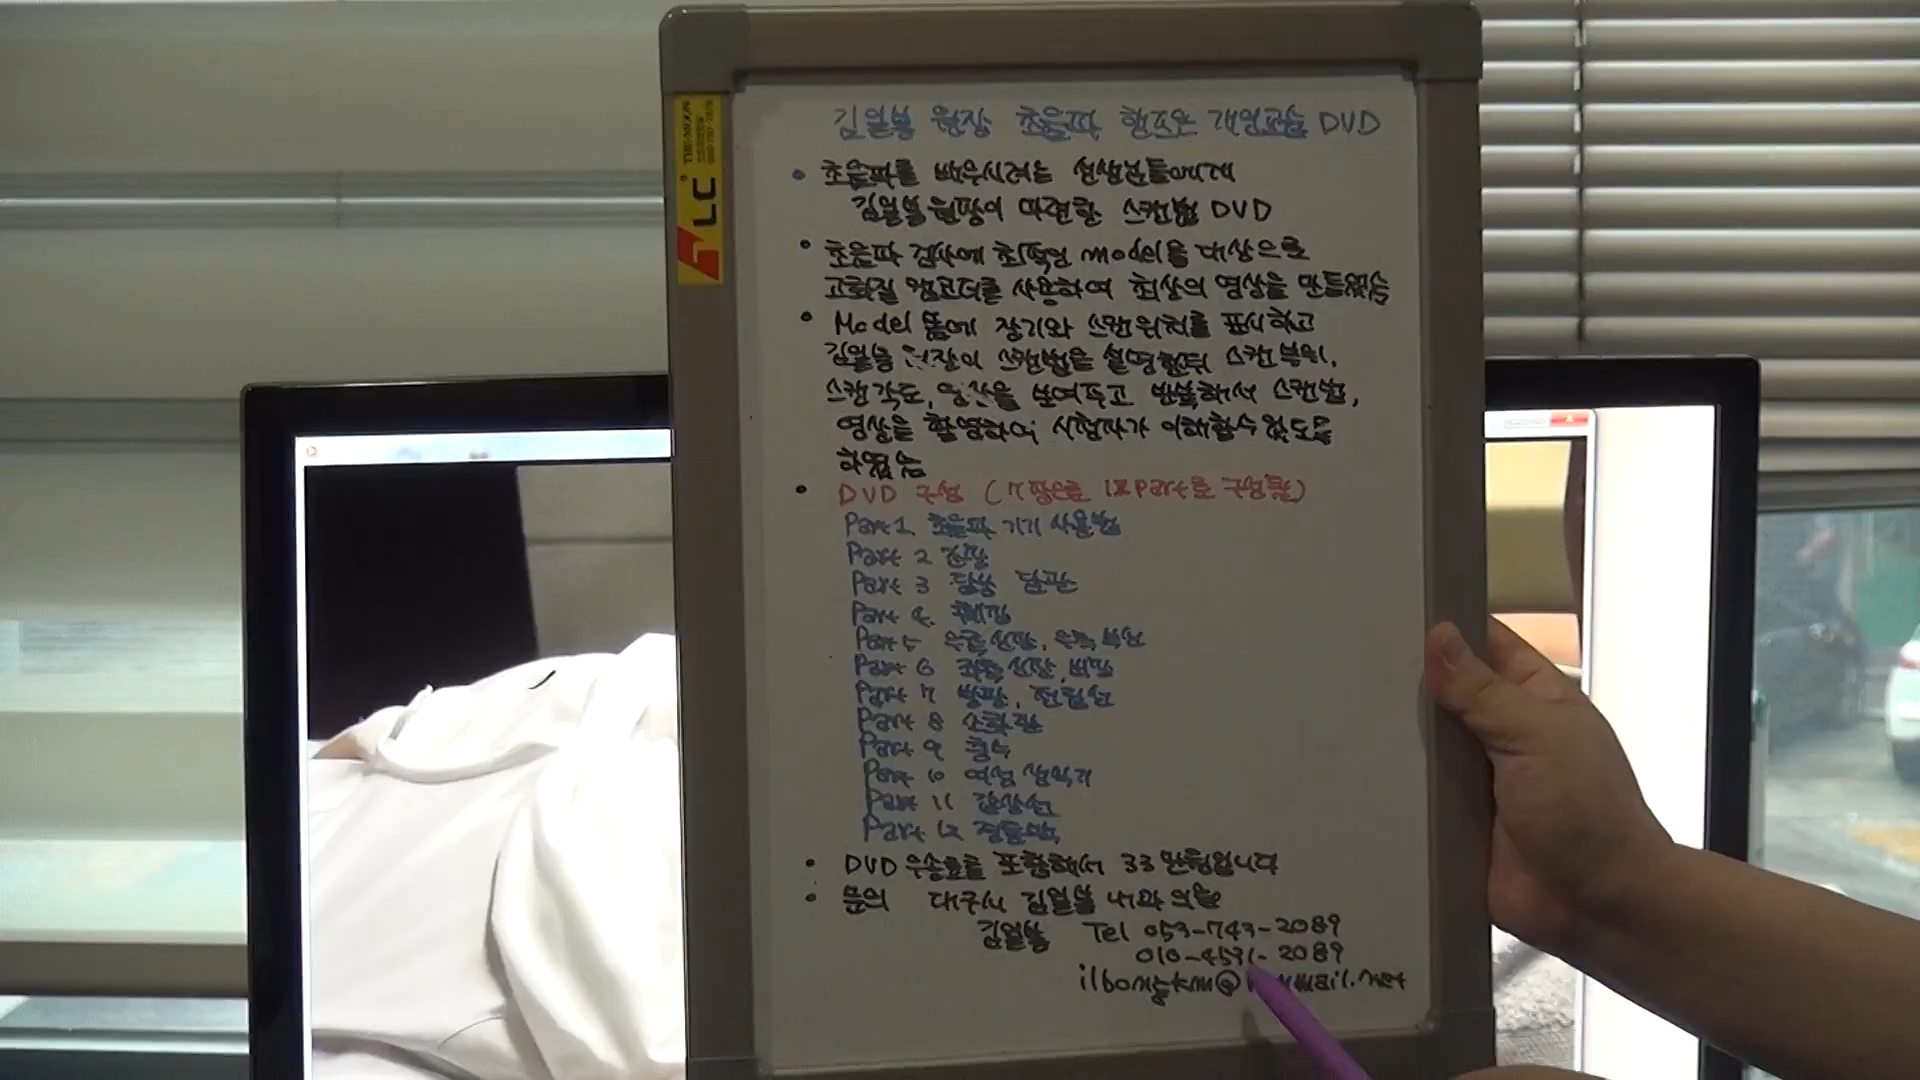 김일봉 원장 초음파 핸즈온 개인교습 DVD
초음파를 배우시려는 선생님들에게
김일봉원장이 마련한 스캔법 DVD
초음파 검사에 최적인 model을 대상으로
고화질 캠코더를 사용하여 최상의 영상을 만들었음
Model 몸에 장기와 스캔위치를 표시하고
김일봉 원장이 스캔법을 설명한뒤 스캔부위,
스캔각도, 영상을 보여주고 반복해서 스캔법,
영상을 촬영하여 시청자가 이해할수 있도록
하였음
DVD 구성 (7장으로 12 Part로 구성됨)
Part 1. 초음파 기기 사용법
Part 2 간장
Part 3 담낭 담관
Part 4. 췌장
Part 5 우측신장, 우측부신
Part 6 좌측신장, 비장
Part 7 방광, 전립선
Part 8 소화관
Part 9 충수
Part 10 여성 생식기
Part 11 갑상선
Part 12 경동맥
DVD 우송료를 포함해서 33만원입니다
문의 대구시 김일봉 내과의원
김일봉 Tel 053-743-2089
010-4531-2089